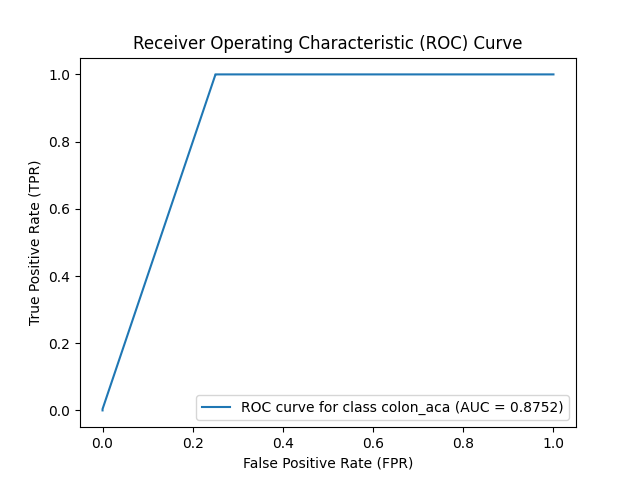 Receiver Operating Characteristic (ROC) Curve
True Positive Rate (TPR)
1.0
0.8
0.6
0.4
0.2
0.0
ROC curve for class colon_aca (AUC = 0.8752)
0.0 0.2 0.4 0.6 0.8 1.0
False Positive Rate (FPR)